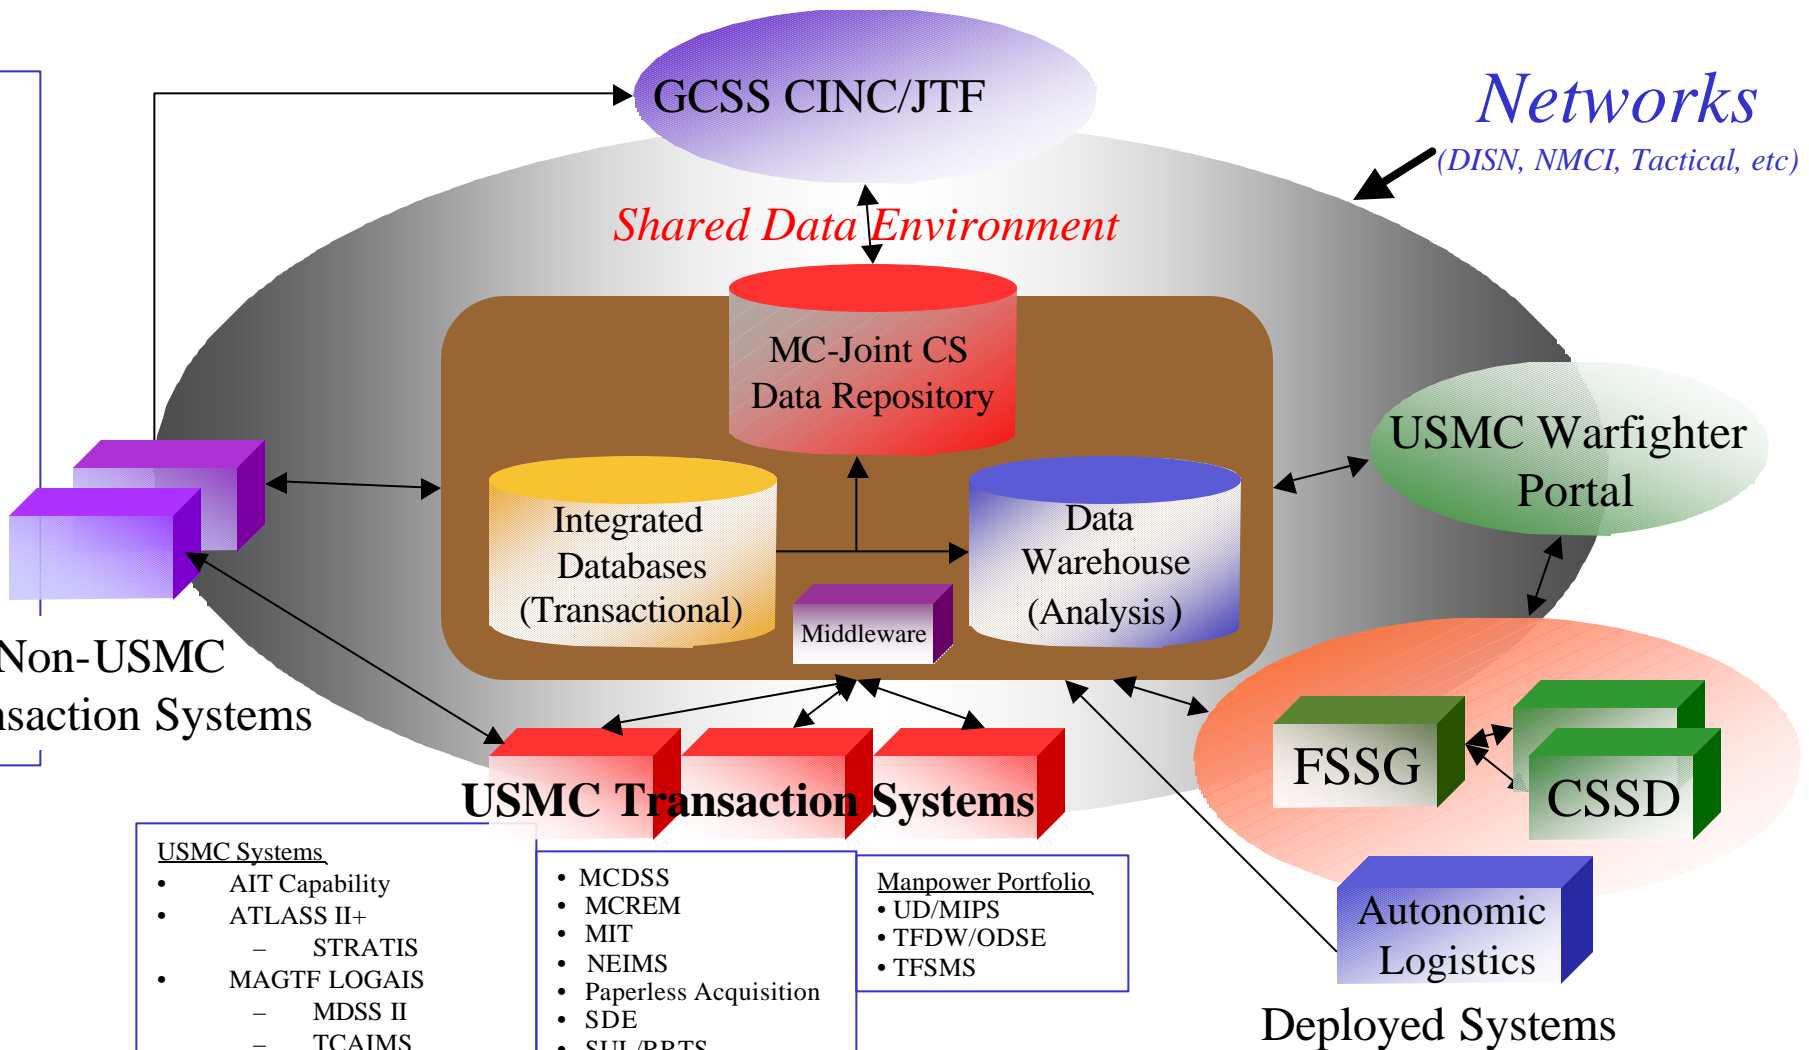 GCSS CINC/JTF
Networks
(DISN, NMCI, Tactical, etc)
Shared Data Environment
MC-Joint CS
Data Repository
USMC Warfighter
Portal
Integrated
Databases
(Transactional)
Data
Warehouse
(Analysis)
Middleware
Non-USMC
nsaction Systems
FSSG
CSSD
USMC Transaction Systems
Autonomic
Logistics
Deployed Systems
USMC Systems
• AIT Capability
• ATLASS II+
– STRATIS
• MAGTF LOGAIS
– MDSS II
– TCAIMS
• MCDSS
• MCREM
• MIT
• NEIMS
• Paperless Acquisition
• SDE
• SUL/RRTS
Manpower Portfolio
• UD/MIPS
• TFDW/ODSE
• TFSMS